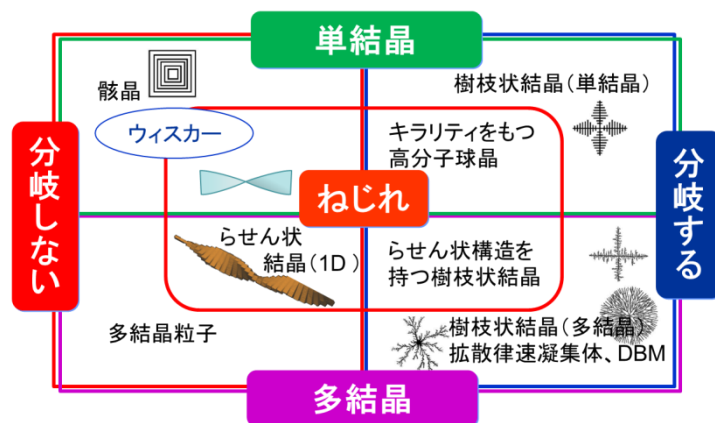 単結晶
骸晶
樹枝状結晶(単結晶)
ウィスカー
キラリティをもつ
高分子球晶
分岐しない
ねじれ
分岐する
らせん状
結晶(1D )
らせん状構造を
持つ樹枝状結晶
多結晶粒子
樹枝状結晶(多結晶)
拡散律速凝集体、DBM
多結晶